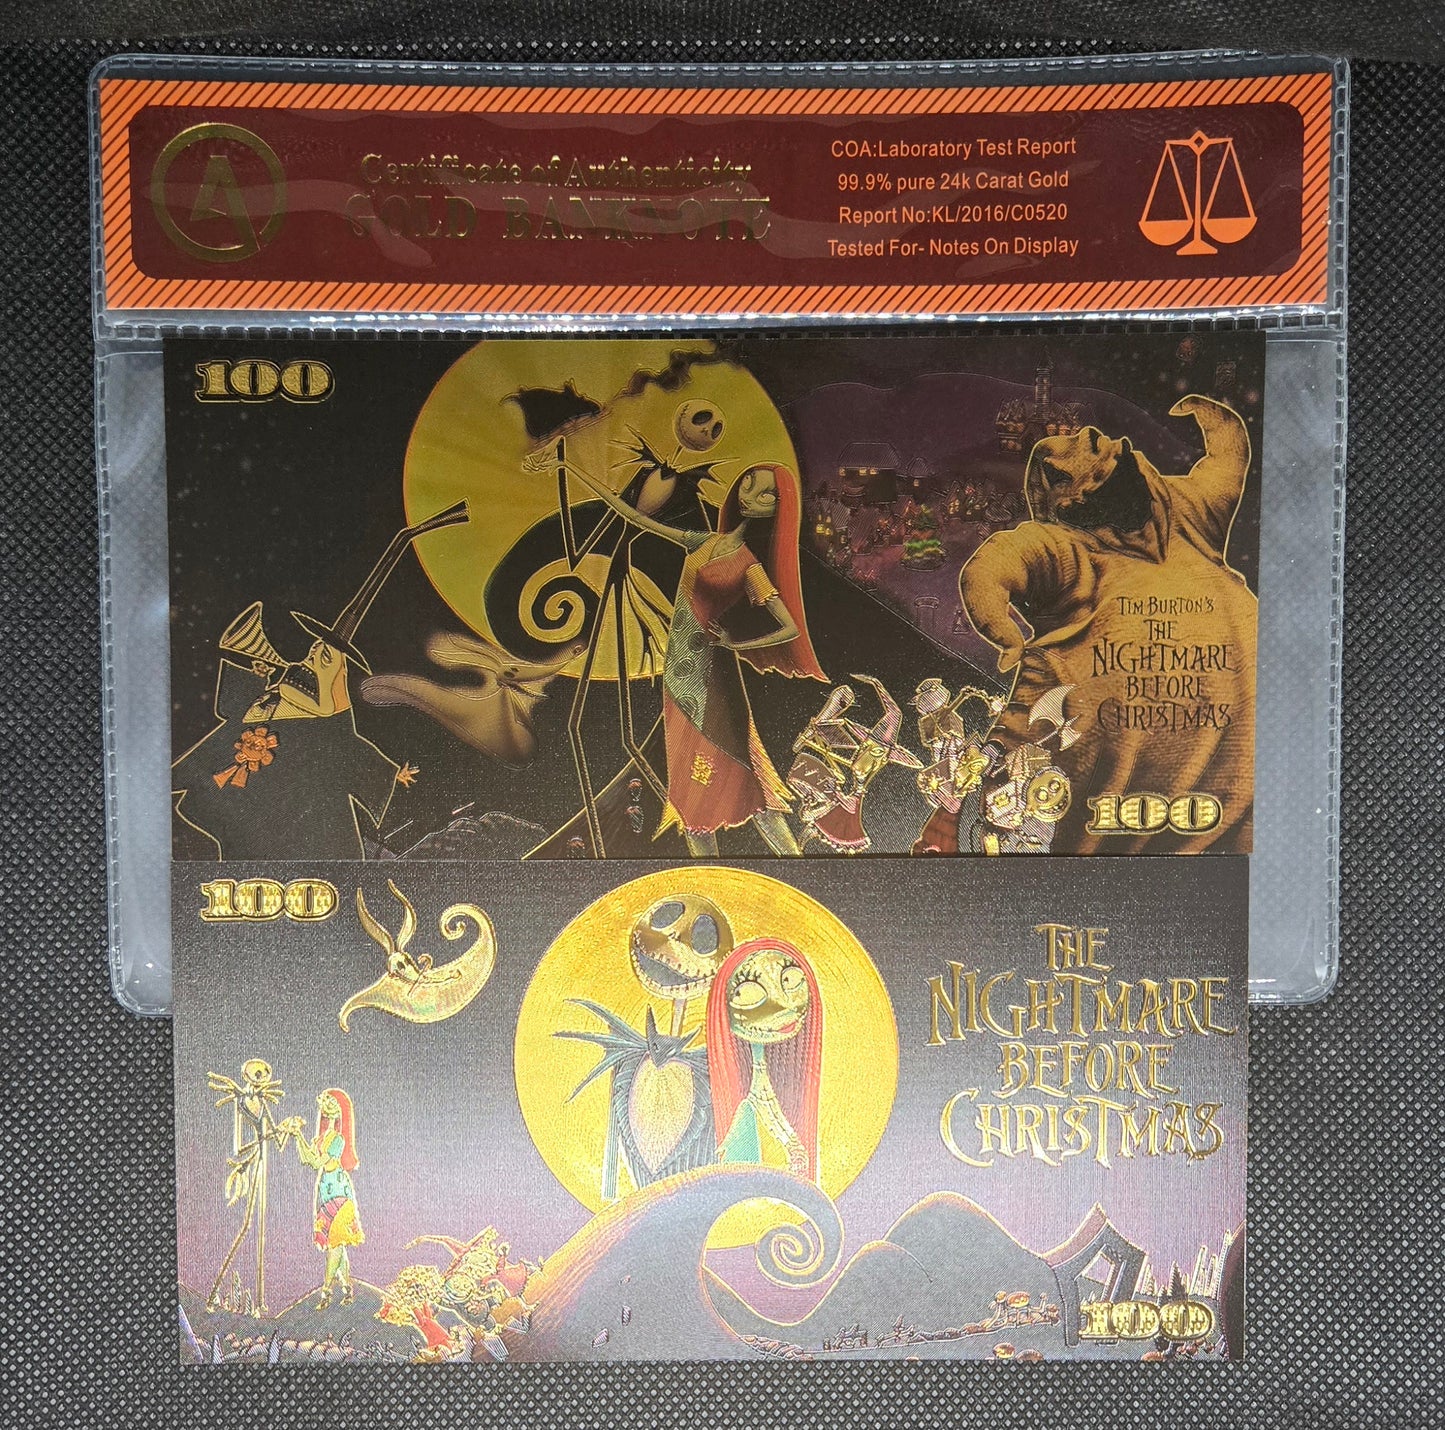 Certificate of Authenticity
GOLD BANKNOTE
COA:Laboratory Test Report
99.9% pure 24k Carat Gold
Report No:KL/2016/C0520
Tested For- Notes On Display
100
TIM BURTON'S
THE
NIGHTMARE
BEFORE
CHRISTMAS
100
100
THE
NIGHTMARE
BEFORE
CHRISTMAS
100